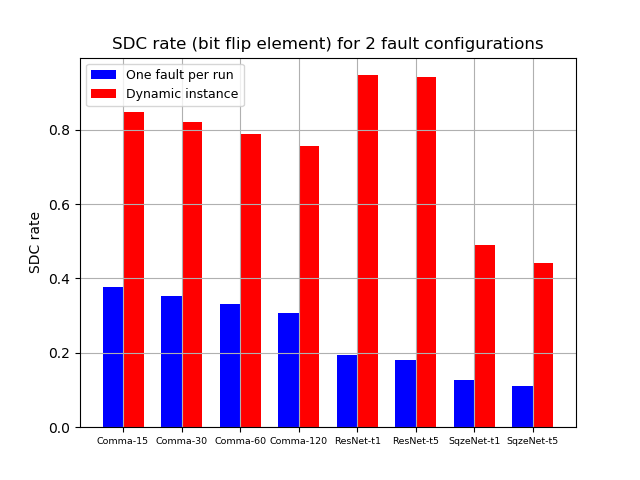 SDC rate (bit flip element) for 2 fault configurations
One fault per run
Dynamic instance
SDC rate
0.8
0.6
0.4
0.2
0.0
Comma-15 Comma-30 Comma-60 Comma-120 ResNet-t1 ResNet-t5 SqzeNet-t1 SqzeNet-t5